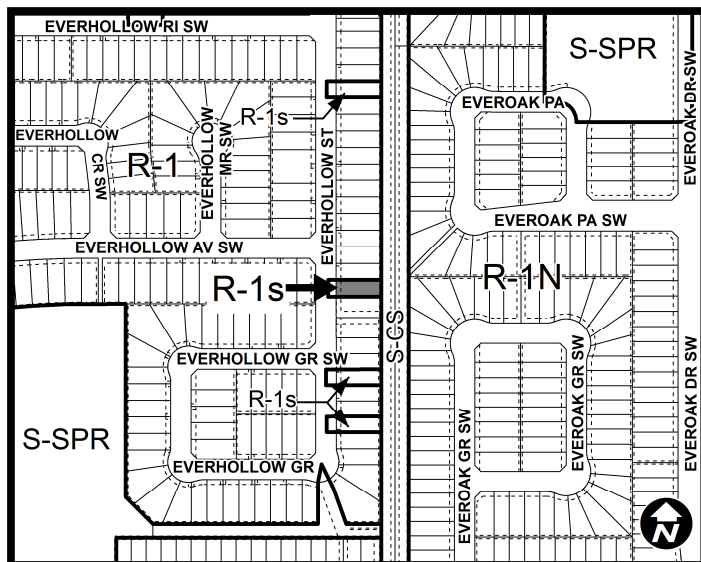 EVERHOLLOW RI SW
S-SPR
R-1s
EVEROAK PA
EVEROAK DR SW
EVERHOLLOW
CR SW
EVERHOLLOW
MR SW
R-1
EVERHOLLOW ST
EVEROAK PA SW
EVERHOLLOW AV SW
R-1s
R-1N
S-CS
EVERHOLLOW GR SW
EVEROAK GR SW
EVEROAK DR SW
R-1s
S-SPR
EVERHOLLOW GR
EVEROAK GR SW
N